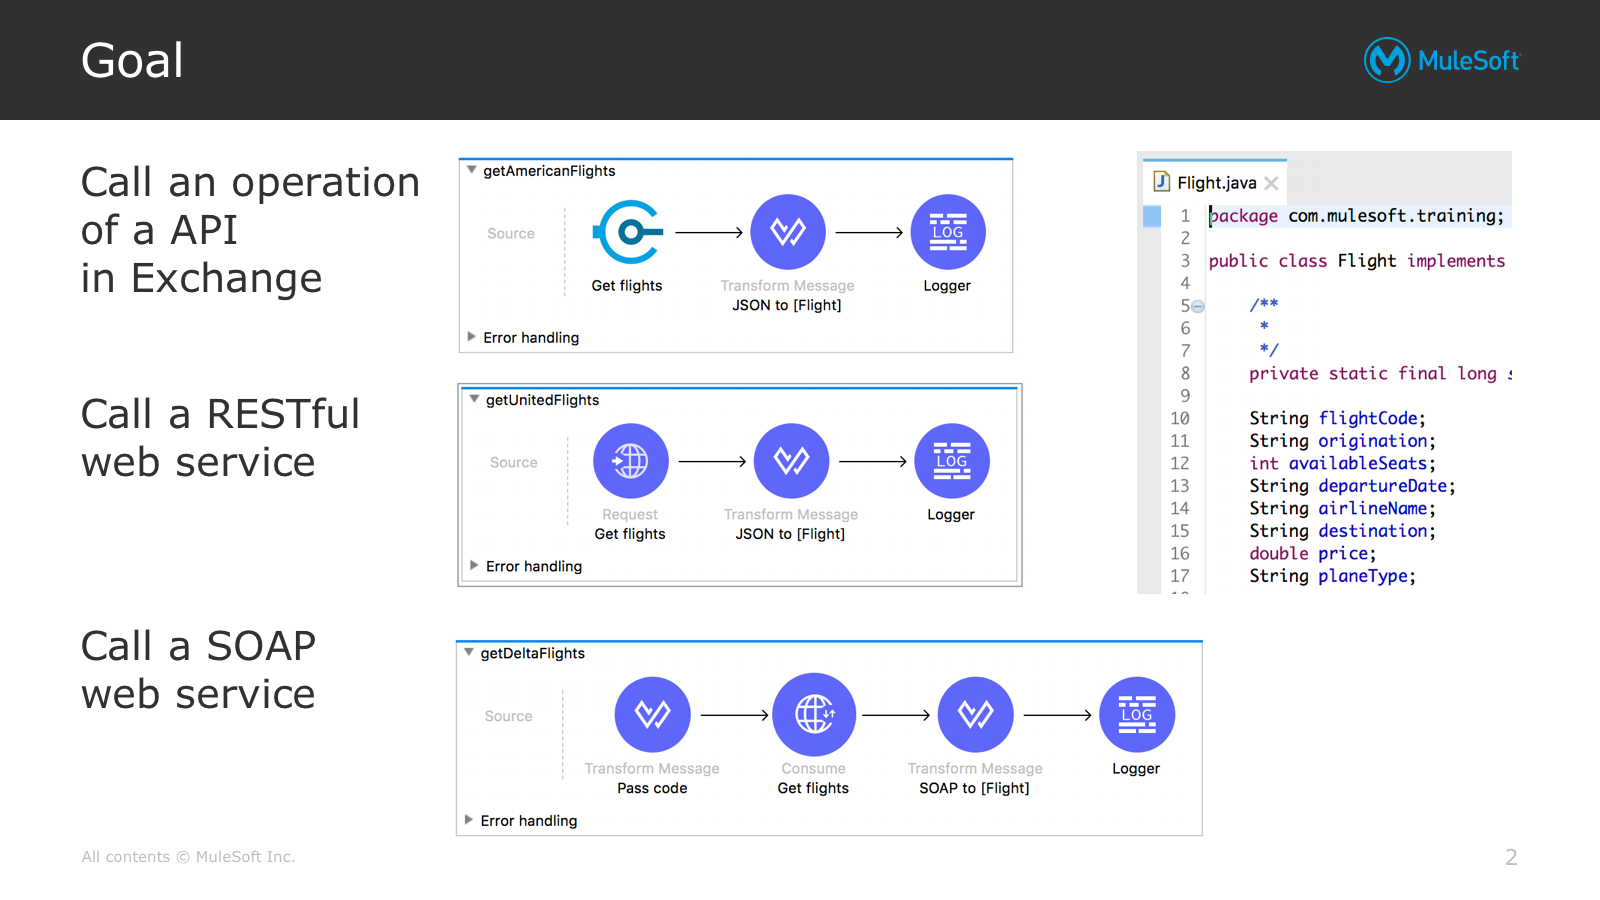 Goal
MuleSoft
Call an operation
of a API
in Exchange
getAmericanFlights
Source
Get flights
Transform Message
JSON to [Flight]
LOG
Logger
Error handling
Call a RESTful
web service
getUnitedFlights
Source
Request
Get flights
Transform Message
JSON to [Flight]
LOG
Logger
Error handling
Call a SOAP
web service
getDeltaFlights
Source
Transform Message
Pass code
Consume
Get flights
Transform Message
SOAP to [Flight]
LOG
Logger
Error handling
J Flight.java
1 package com.mulesoft.training;
2
3 public class Flight implements
4
5 /**
6 *
7 */
8 private static final long
9
10 String flightCode;
11 String origination;
12 int availableSeats;
13 String departureDate;
14 String airlineName;
15 String destination;
16 double price;
17 String planeType;
All contents © MuleSoft Inc.
2